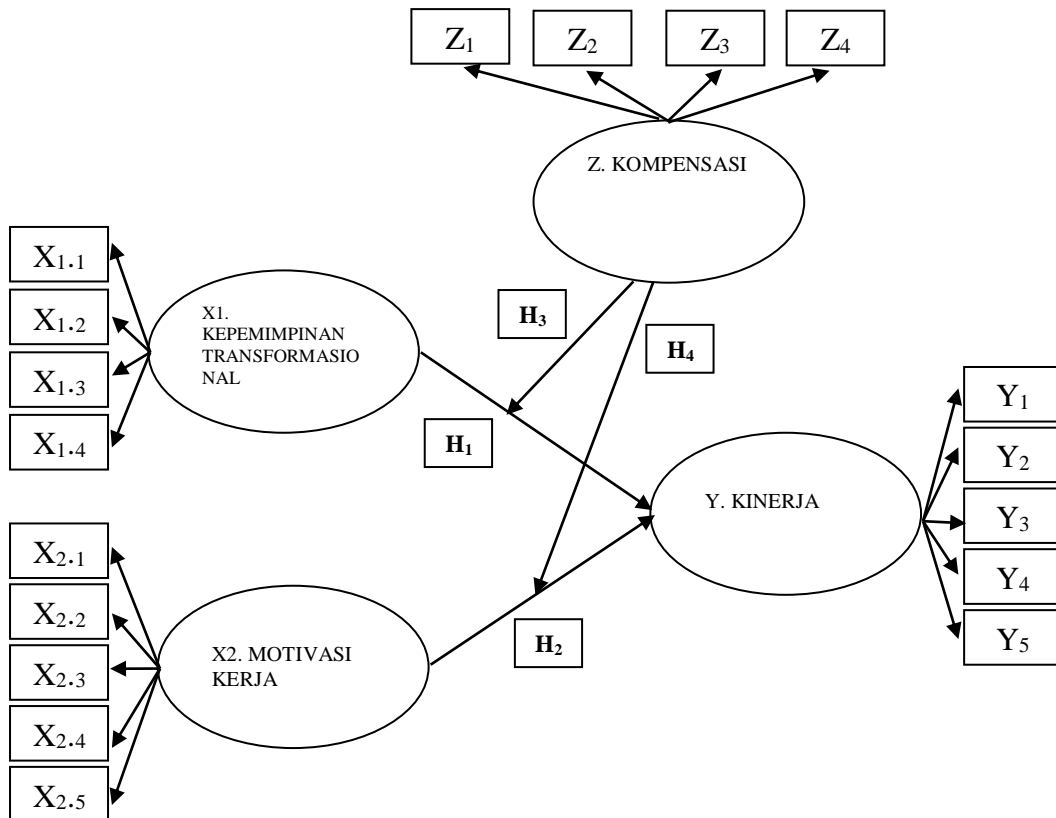 Z1 Z2 Z3 Z4
Z. KOMPENSASI
X1.1
X1.2
X1.3
X1.4
X1.
KEPEMIMPINAN
TRANSFORMASIO
NAL
H3
H4
H1
Y1
Y2
Y3
Y4
Y5
Y. KINERJA
X2.1
X2.2
X2.3
X2.4
X2.5
X2. MOTIVASI
KERJA
H2